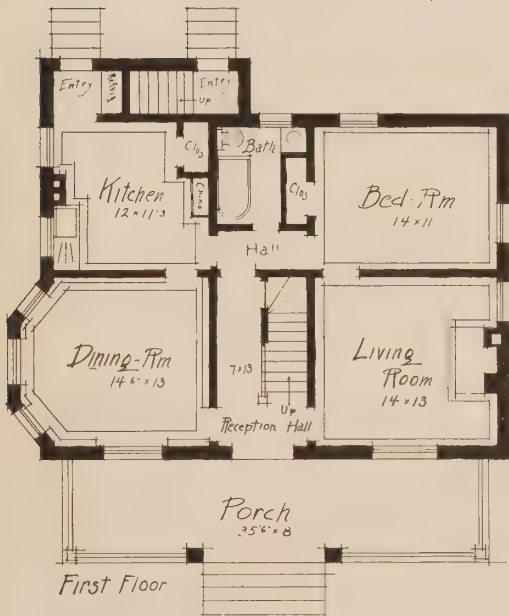 Entry
Refrig
Entry
UP
Clos
Bath
Kitchen
12 x 11-3
China
Clos
Bed-Rm
14 x 11
Hall
Dining-Rm
14'6" x 13
7 x 13
Living
Room
14 x 13
Up
Reception Hall
Porch
35'6" x 8
First Floor